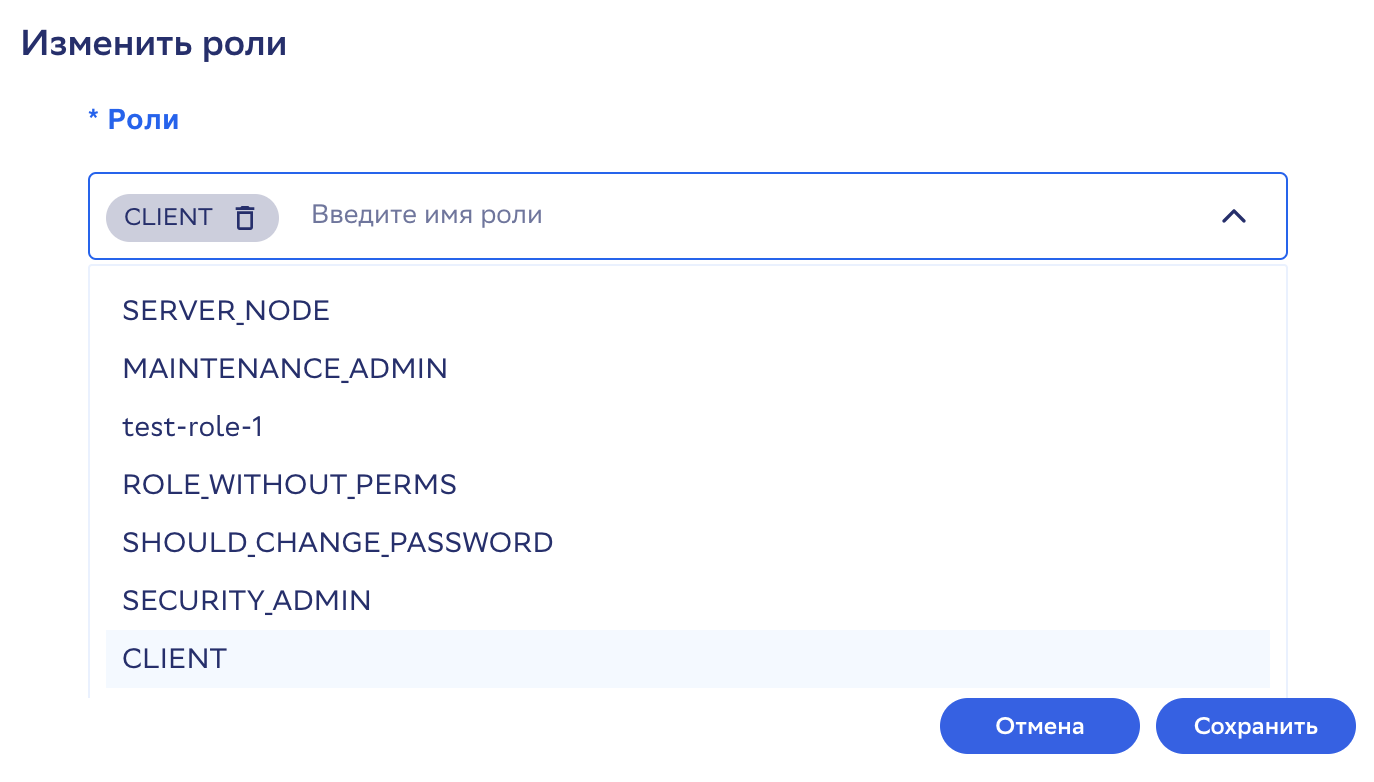 Изменить роли
* Роли
CLIENT Введите имя роли
SERVER_NODE
MAINTENANCE_ADMIN
test-role-1
ROLE_WITHOUT_PERMS
SHOULD_CHANGE_PASSWORD
SECURITY_ADMIN
CLIENT
Отмена Сохранить